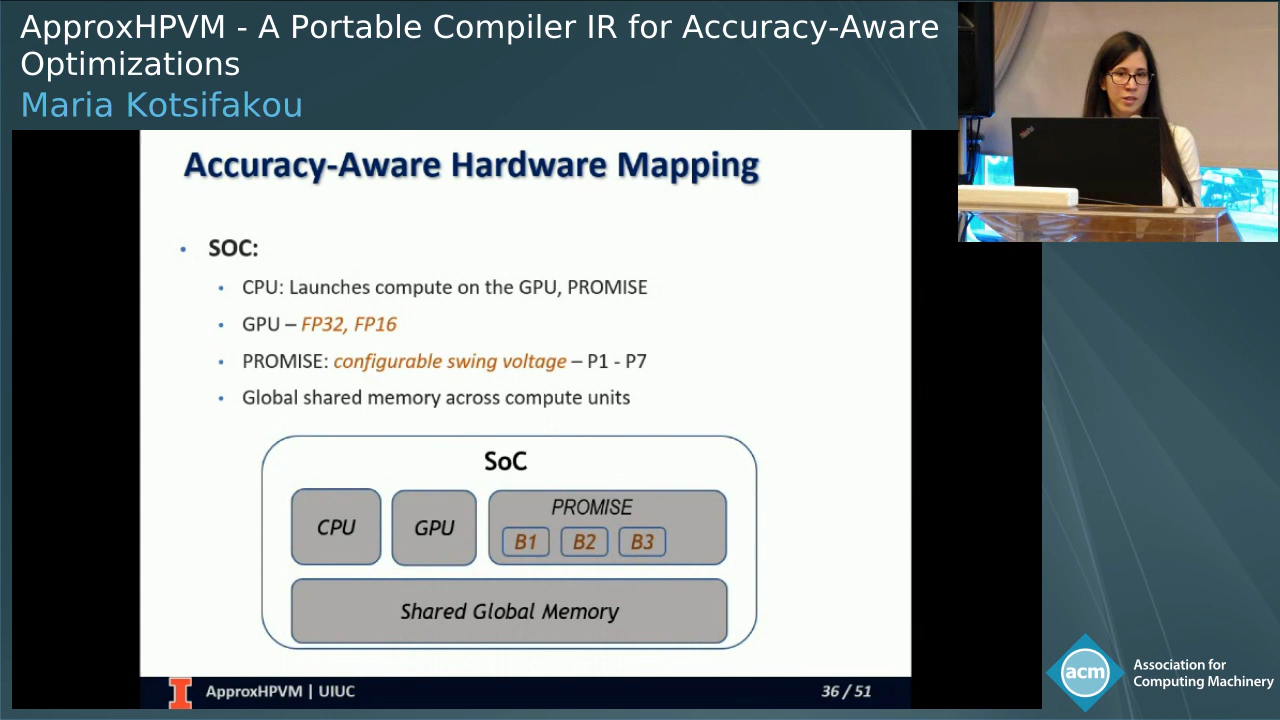 ApproxHPVM - A Portable Compiler IR for Accuracy-Aware
Optimizations
Maria Kotsifakou
Accuracy-Aware Hardware Mapping
• SOC:
• CPU: Launches compute on the GPU, PROMISE
• GPU – FP32, FP16
• PROMISE: configurable swing voltage – P1 - P7
• Global shared memory across compute units
SoC
CPU
GPU
PROMISE
B1 B2 B3
Shared Global Memory
I ApproxHPVM | UIUC
36 / 51
ThinkPad
acm
Association for
Computing Machinery